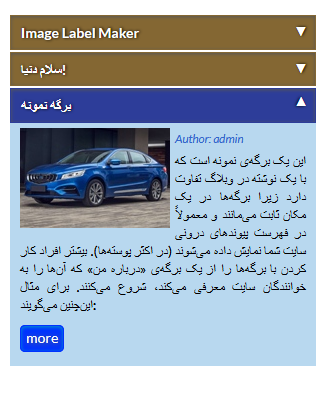 Image Label Maker
سلام دنیا!
برگه نمونه
Author: admin
این یک برگه‌ی نمونه است که
با یک نوشته در وبلاگ تفاوت
دارد زیرا برگه‌ها در یک
مکان ثابت می‌مانند و معمولاً
در فهرست پیوندهای درونی
سایت شما نمایش داده می‌شوند (در اکثر پوسته‌ها). بیشتر افراد کار
کردن با برگه‌ها را از یک برگه‌ی «درباره من» که آن‌ها را به
خوانندگان سایت معرفی می‌کند، شروع می‌کنند. برای مثال
این‌چنین می‌گویند:
more